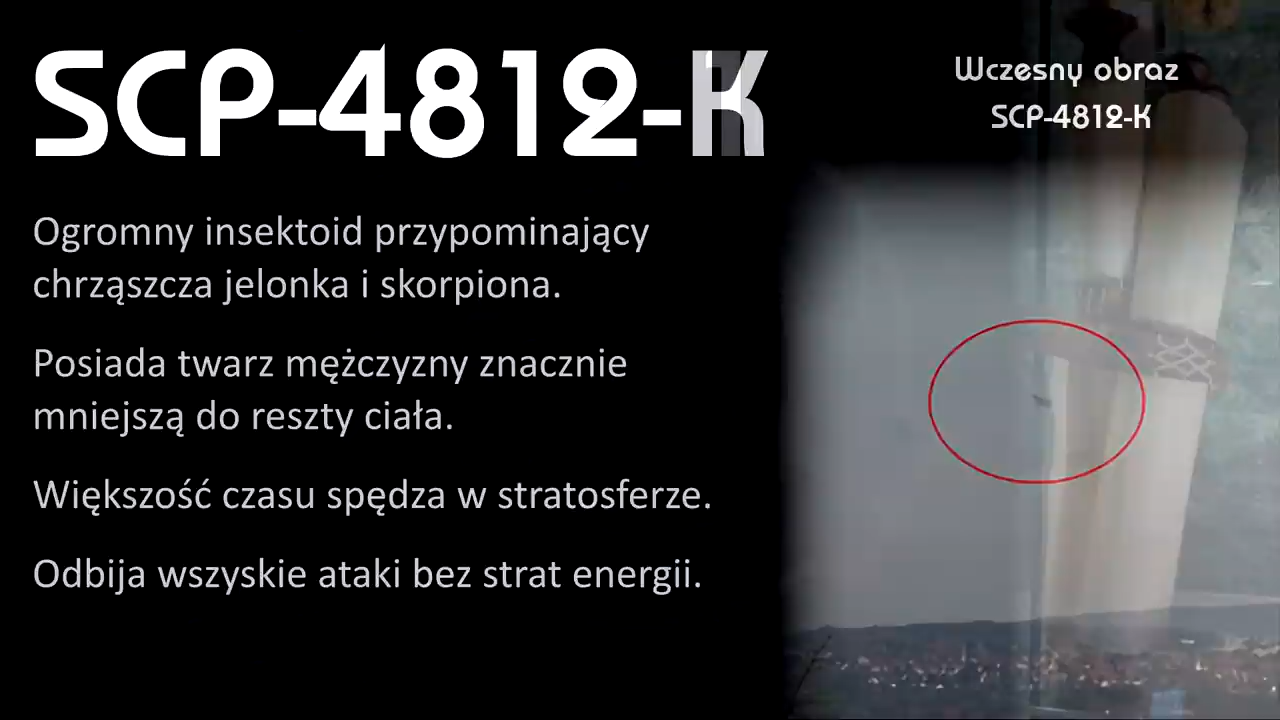 SCP-4812-K
Wczesny obraz
SCP-4812-K
Ogromny insektoid przypominający
chrząszcza jelonka i skorpiona.
Posiada twarz mężczyzny znacznie
mniejszą do reszty ciała.
Większość czasu spędza w stratosferze.
Odbija wszyskie ataki bez strat energii.